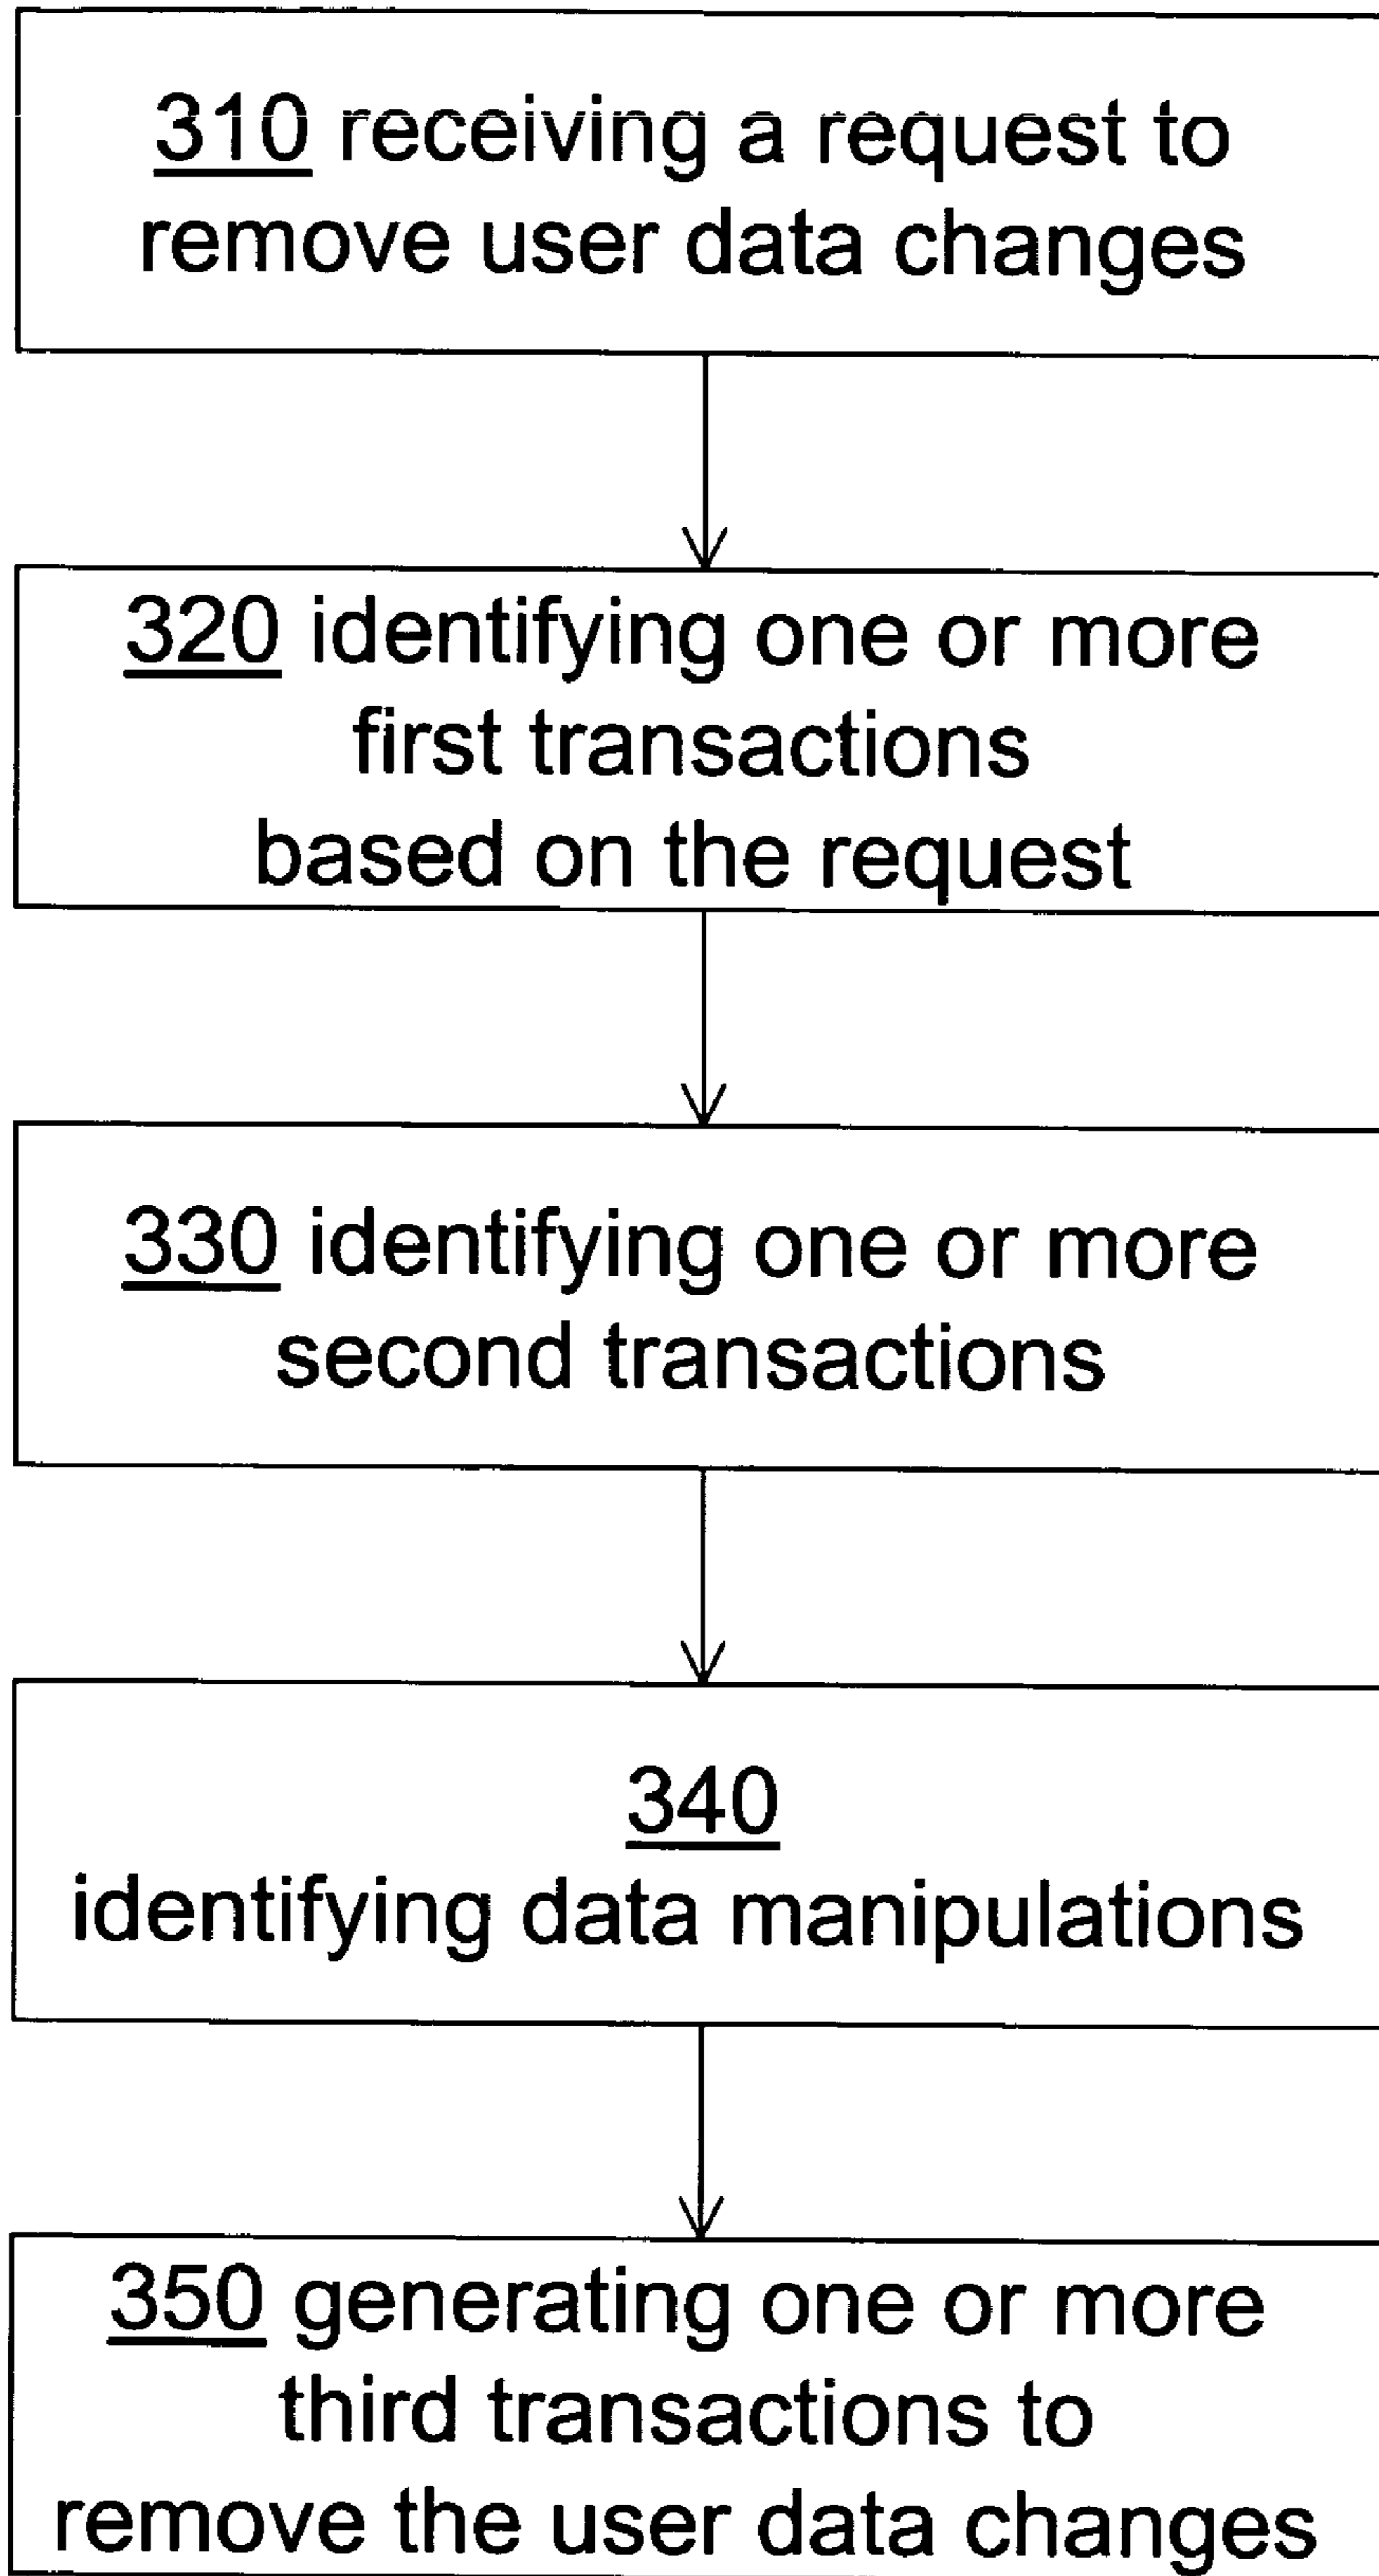 310 receiving a request to
remove user data changes
320 identifying one or more
first transactions
based on the request
330 identifying one or more
second transactions
340
identifying data manipulations
350 generating one or more
third transactions to
remove the user data changes